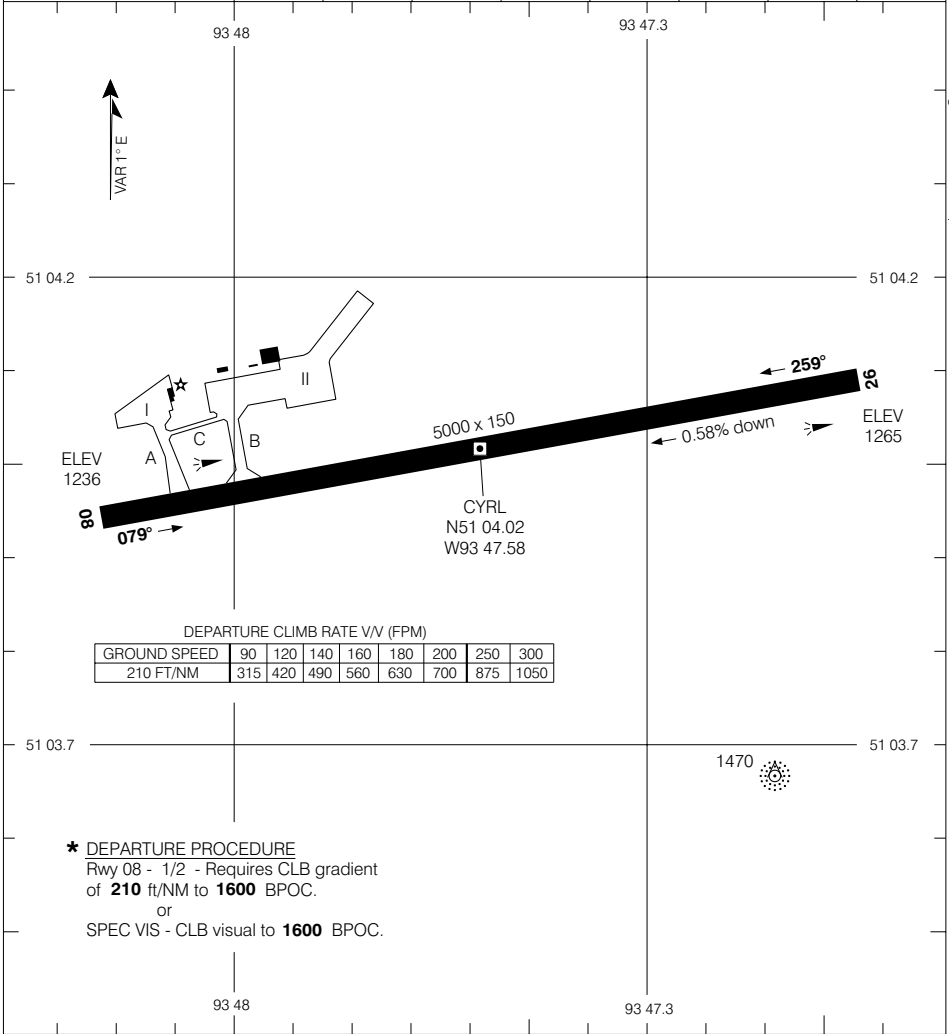 93 48
93 47.3
VAR 1° E
51 04.2
51 04.2
259°
26
II
I
5000 x 150
0.58% down
ELEV
1265
C
B
A
ELEV
1236
08
079°
CYRL
N51 04.02
W93 47.58
DEPARTURE CLIMB RATE V/V (FPM)
GROUND SPEED 90 120 140 160 180 200 250 300
210 FT/NM 315 420 490 560 630 700 875 1050
51 03.7
51 03.7
1470
* DEPARTURE PROCEDURE
Rwy 08 - 1/2 - Requires CLB gradient
of 210 ft/NM to 1600 BPOC.
or
SPEC VIS - CLB visual to 1600 BPOC.
93 48
93 47.3